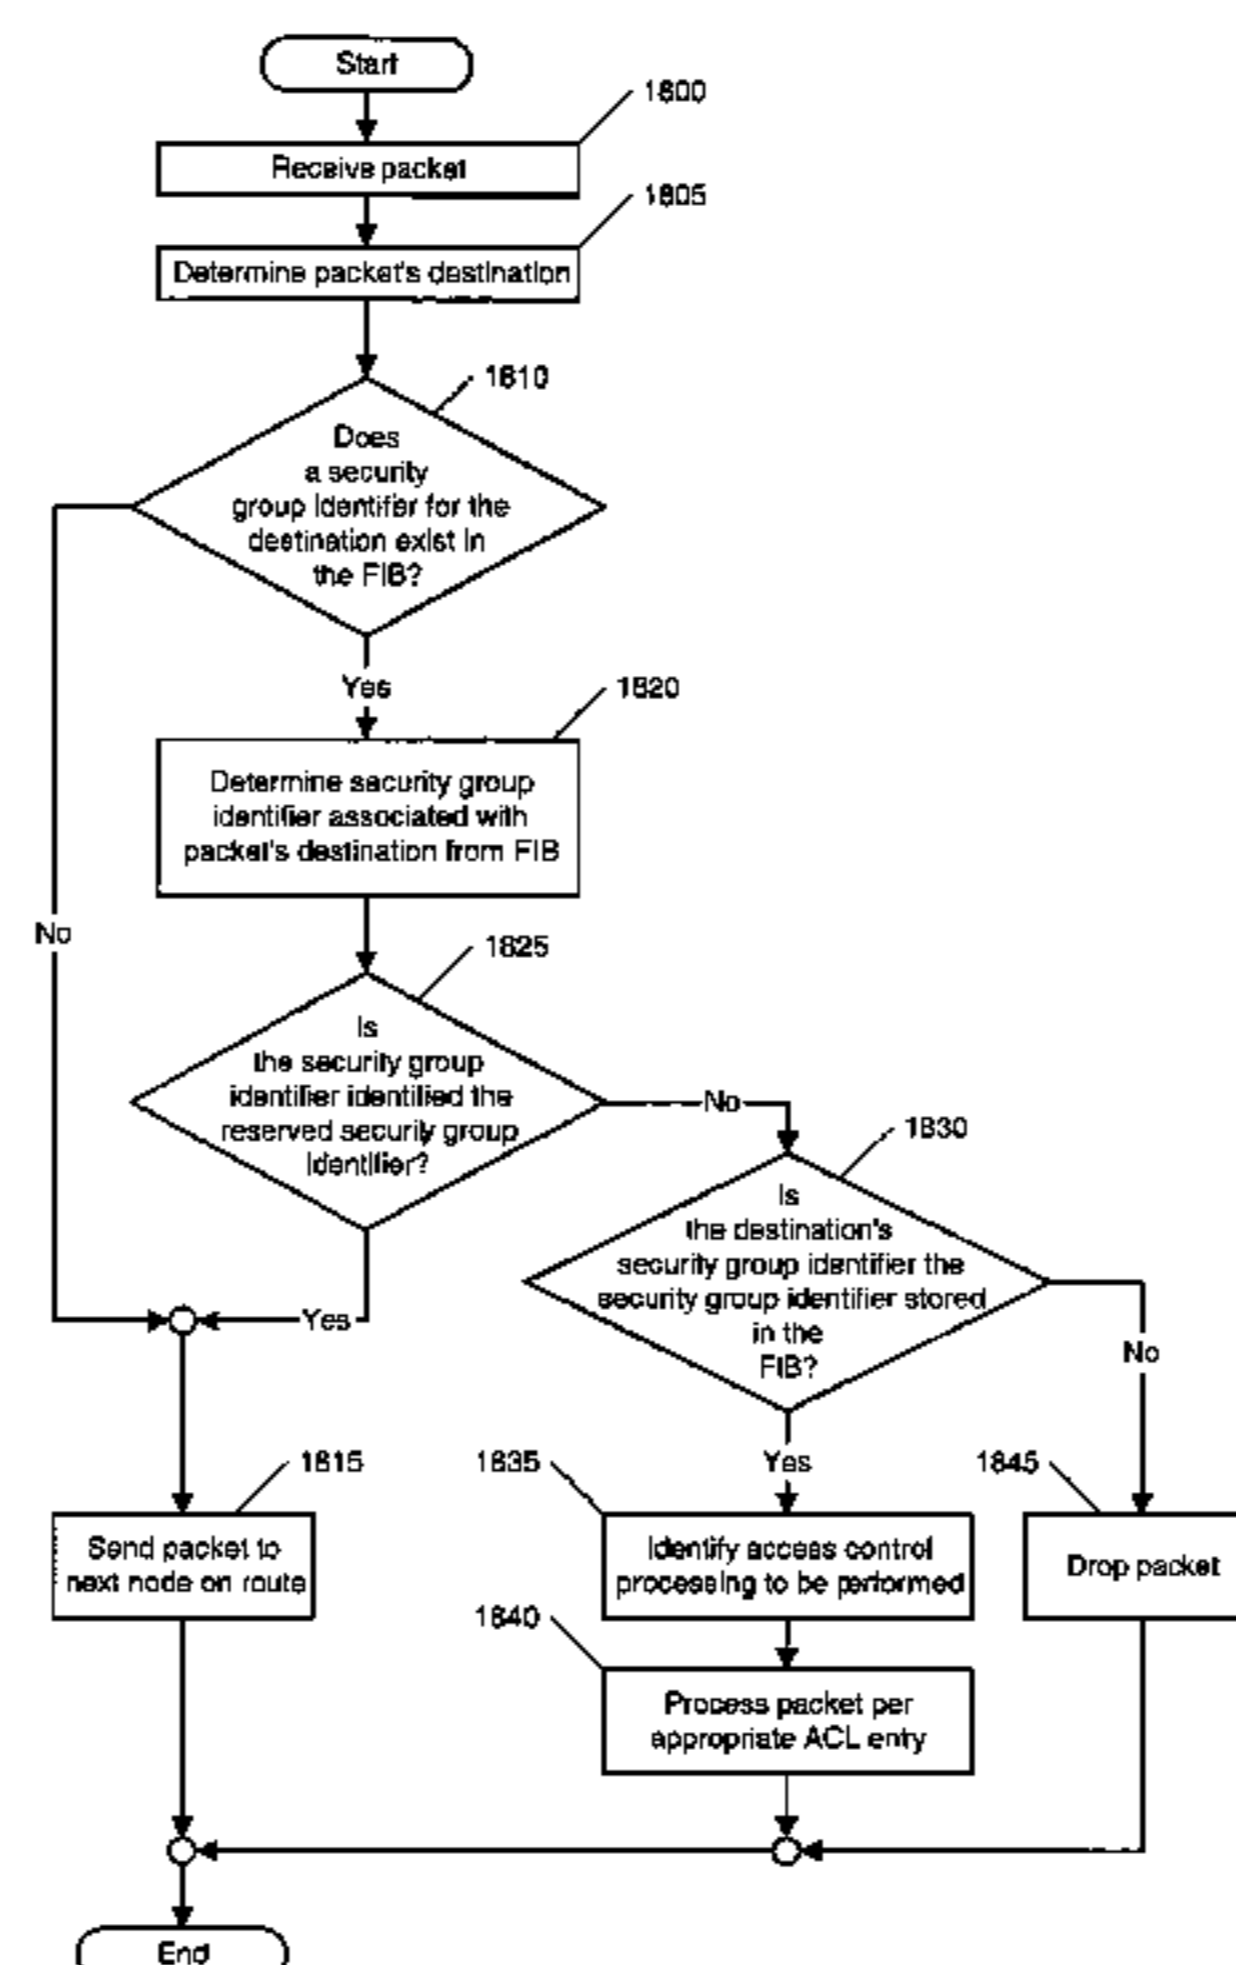 Start
1800
Receive packet
1805
Determine packet's destination
1810
Does
a security
group identifer for the
destination exist in
the FIB?
Yes
1820
Determine security group
identifier associated with
packet's destination from FIB
No
1825
Is
the security group
identifier identified the
reserved security group
identifier?
No
1830
Is
the destination's
security group identifier the
security group identifier stored
in the
FIB?
Yes
No
1815
1835
Yes
1845
Send packet to
next node on route
Identify access control
processing to be performed
Drop packet
1840
Process packet per
appropriate ACL entry
End